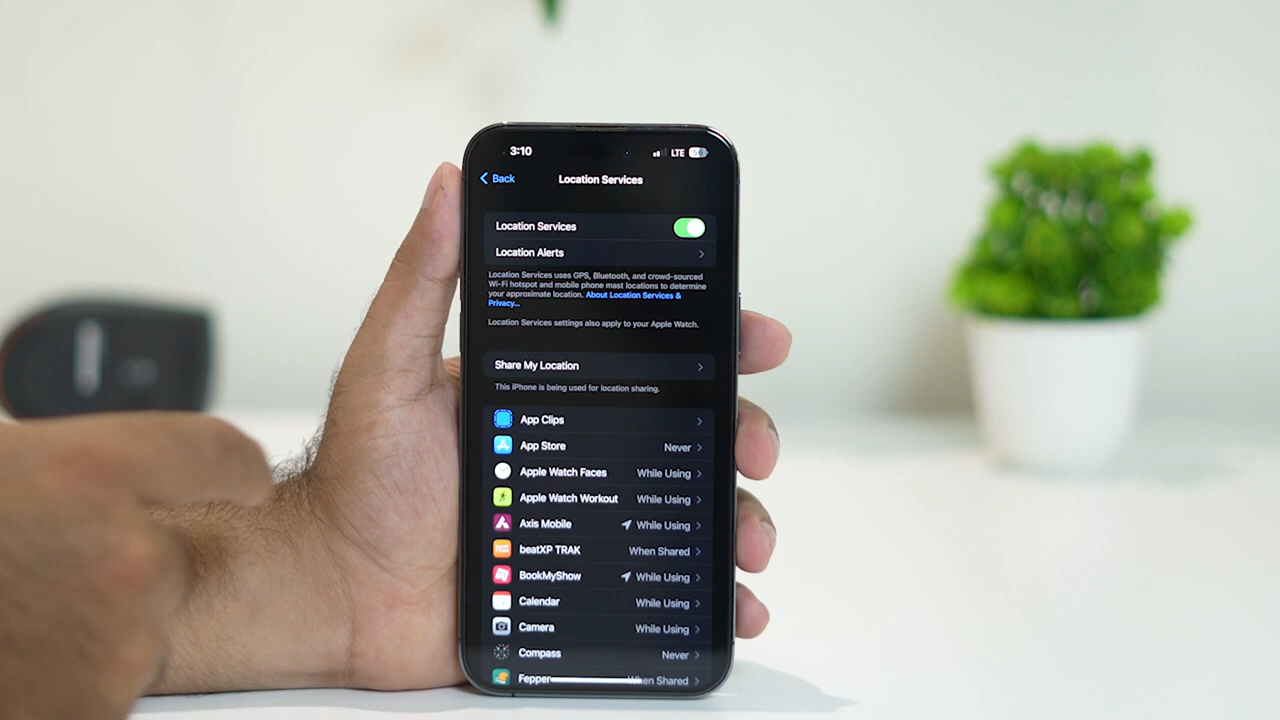 3:10
LTE 56
Back
Location Services
Location Services
Location Alerts
Location Services uses GPS, Bluetooth, and crowd-sourced
Wi-Fi hotspot and mobile phone mast locations to determine
your approximate location. About Location Services &
Privacy...
Location Services settings also apply to your Apple Watch.
Share My Location
This iPhone is being used for location sharing.
App Clips
App Store Never
Apple Watch Faces While Using
Apple Watch Workout While Using
Axis Mobile While Using
beatXP TRAK When Shared
BookMyShow While Using
Calendar While Using
Camera While Using
Compass Never
Fepper When Shared